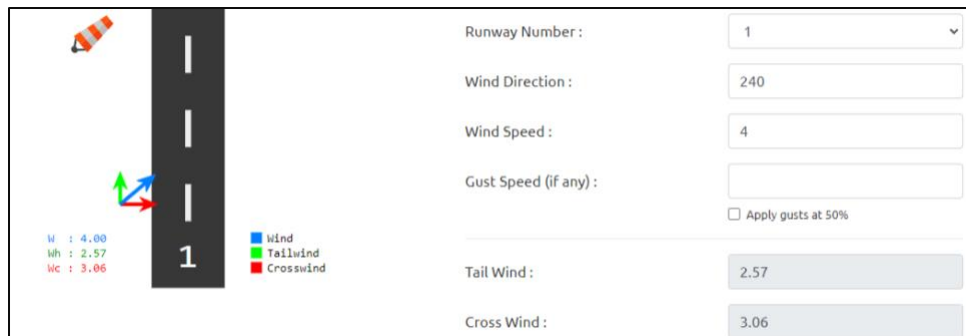 Runway Number : 1
Wind Direction : 240
Wind Speed : 4
Gust Speed (if any) :
Apply gusts at 50%
W : 4.00
Wh : 2.57
Wc : 3.06
1
Wind
Tailwind
Crosswind
Tail Wind : 2.57
Cross Wind : 3.06